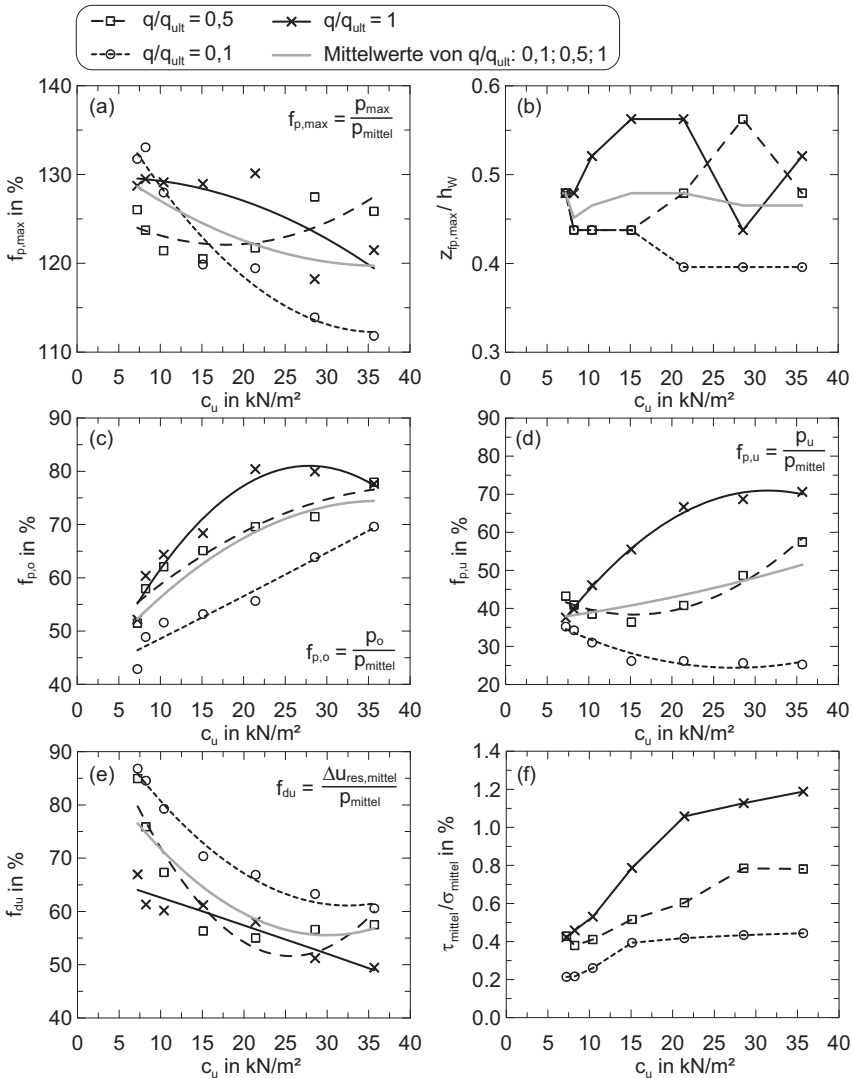 q/q_ult = 0,5
q/q_ult = 1
q/q_ult = 0,1
Mittelwerte von q/q_ult: 0,1; 0,5; 1
(a)
f_p,max = p_max / p_mittel
140
130
120
110
f_p,max in %
0 5 10 15 20 25 30 35 40
c_u in kN/m²
(b)
0.6
0.5
0.4
0.3
z_fp,max / h_W
0 5 10 15 20 25 30 35 40
c_u in kN/m²
(c)
90
80
70
60
50
40
f_p,o in %
f_p,o = p_o / p_mittel
0 5 10 15 20 25 30 35 40
c_u in kN/m²
(d)
f_p,u = p_u / p_mittel
90
80
70
60
50
40
30
20
f_p,u in %
0 5 10 15 20 25 30 35 40
c_u in kN/m²
(e)
f_du = Δu_res,mittel / p_mittel
90
80
70
60
50
40
f_du in %
0 5 10 15 20 25 30 35 40
c_u in kN/m²
(f)
1.4
1.2
1.0
0.8
0.6
0.4
0.2
0.0
τ_mittel/σ_mittel in %
0 5 10 15 20 25 30 35 40
c_u in kN/m²